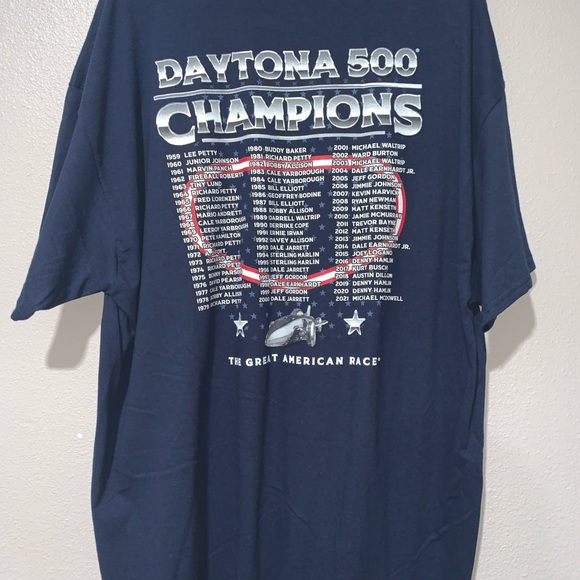 DAYTONA 500®
CHAMPIONS
1959 LEE PETTY
1960 JUNIOR JOHNSON
1961 MARVIN PANCH
1962 FIREBALL ROBERTS
1963 TINY LUND
1964 RICHARD PETTY
1965 FRED LORENZEN
1966 RICHARD PETTY
1967 MARIO ANDRETTI
1968 CALE YARBOROUGH
1969 LEEROY YARBROUGH
1970 PETE HAMILTON
1971 RICHARD PETTY
1972
1973 RICHARD PETTY
1974 RICHARD PETTY
1975 BENNY PARSONS
1976 DAVID PEARSON
1977 CALE YARBOROUGH
1978 BOBBY ALLISON
1979 RICHARD PETTY
1980 BUDDY BAKER
1981 RICHARD PETTY
1982 BOBBY ALLISON
1983 CALE YARBOROUGH
1984 CALE YARBOROUGH
1985 BILL ELLIOTT
1986 GEOFFREY BODINE
1987 BILL ELLIOTT
1988 BOBBY ALLISON
1989 DARRELL WALTRIP
1990 DERRIKE COPE
1991 ERNIE IRVAN
1992 DAVEY ALLISON
1993 DALE JARRETT
1994 STERLING MARLIN
1995 STERLING MARLIN
1996 DALE JARRETT
1997 JEFF GORDON
1998 DALE EARNHARDT
1999 JEFF GORDON
DALE JARRETT
2001 MICHAEL WALTRIP
2002 WARD BURTON
2003 MICHAEL WALTRIP
2004 DALE EARNHARDT JR.
2005 JEFF GORDON
2006 JIMMIE JOHNSON
2007 KEVIN HARVICK
2008 RYAN NEWMAN
2009 MATT KENSETH
2010 JAMIE MCMURRAY
2011 TREVOR BAYNE
2012 MATT KENSETH
2013 JIMMIE JOHNSON
2014 DALE EARNHARDT JR.
2015 JOEY LOGANO
2016 DENNY HAMLIN
2017 KURT BUSCH
2018 AUSTIN DILLON
2019 DENNY HAMLIN
2020 DENNY HAMLIN
2021 MICHAEL MCDOWELL
THE GREAT AMERICAN RACE®